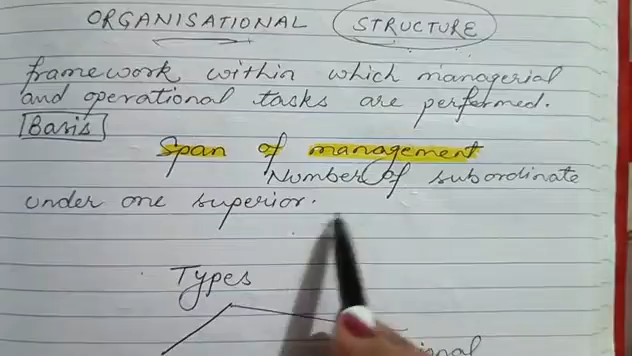 ORGANISATIONAL STRUCTURE
framework within which managerial
and operational tasks are performed.
Basis
Span of management
Number of subordinate
under one superior.
Types